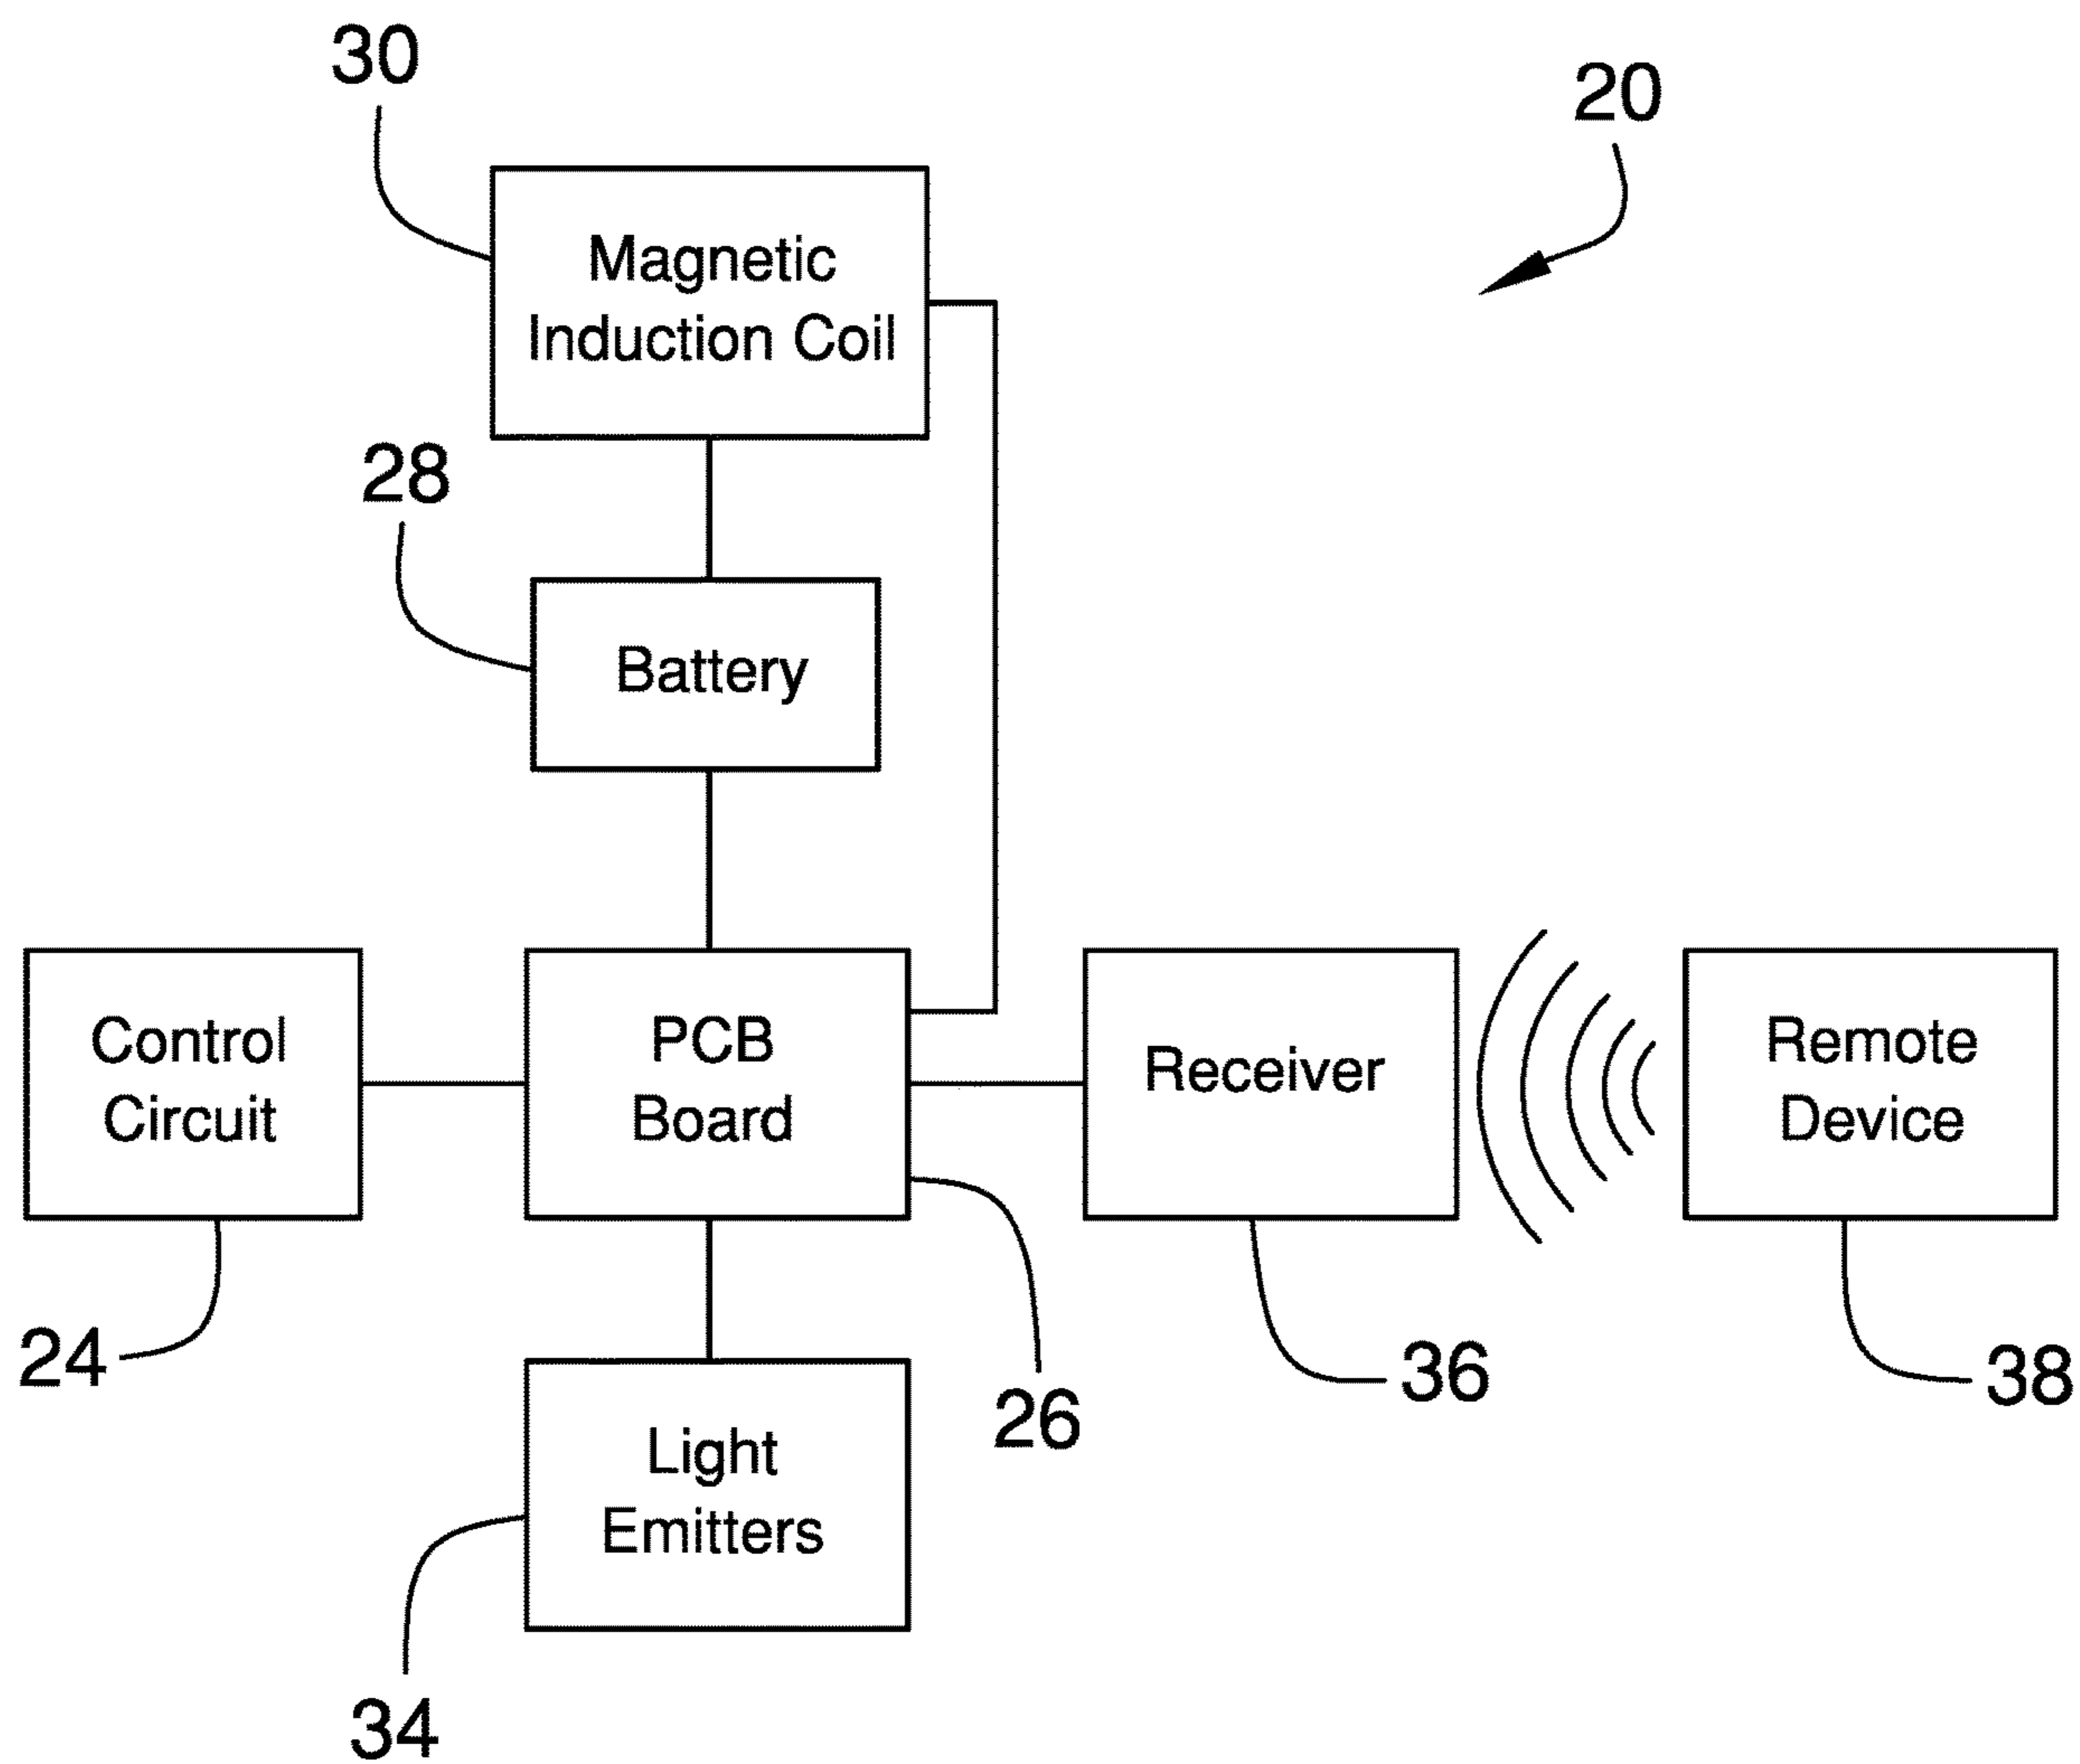 30
20
Magnetic
Induction Coil
28
Battery
Control
Circuit
PCB
Board
Receiver
Remote
Device
24
26
36
38
Light
Emitters
34